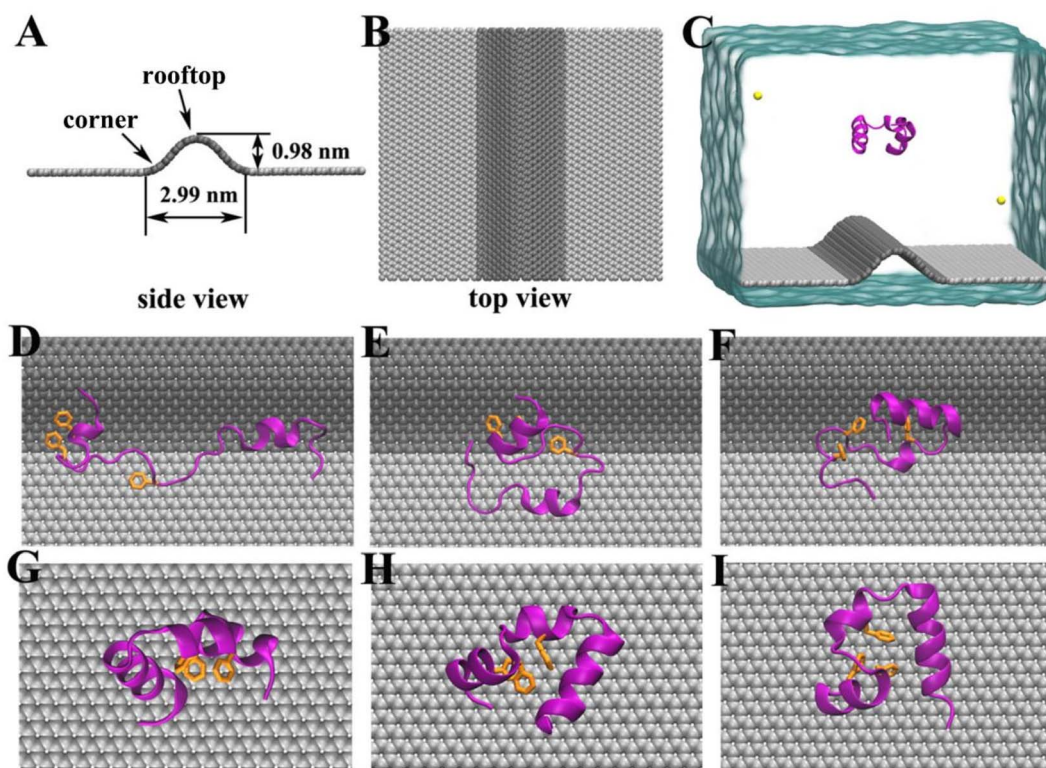 A
rooftop
corner
0.98 nm
2.99 nm
side view
B
top view
C
D
E
F
G
H
I